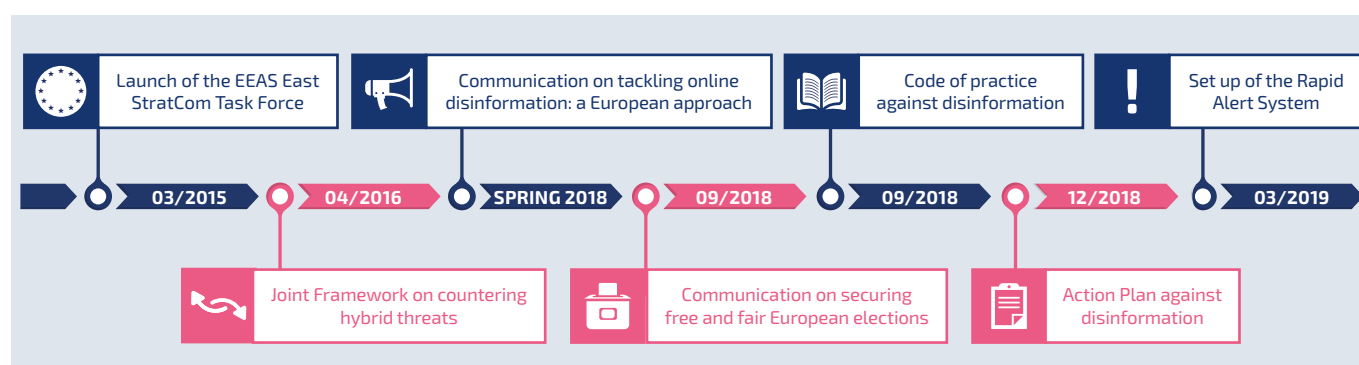 Launch of the EEAS East
StratCom Task Force
Communication on tackling online
disinformation: a European approach
Code of practice
against disinformation
Set up of the Rapid
Alert System
03/2015
04/2016
SPRING 2018
09/2018
09/2018
12/2018
03/2019
Joint Framework on countering
hybrid threats
Communication on securing
free and fair European elections
Action Plan against
disinformation